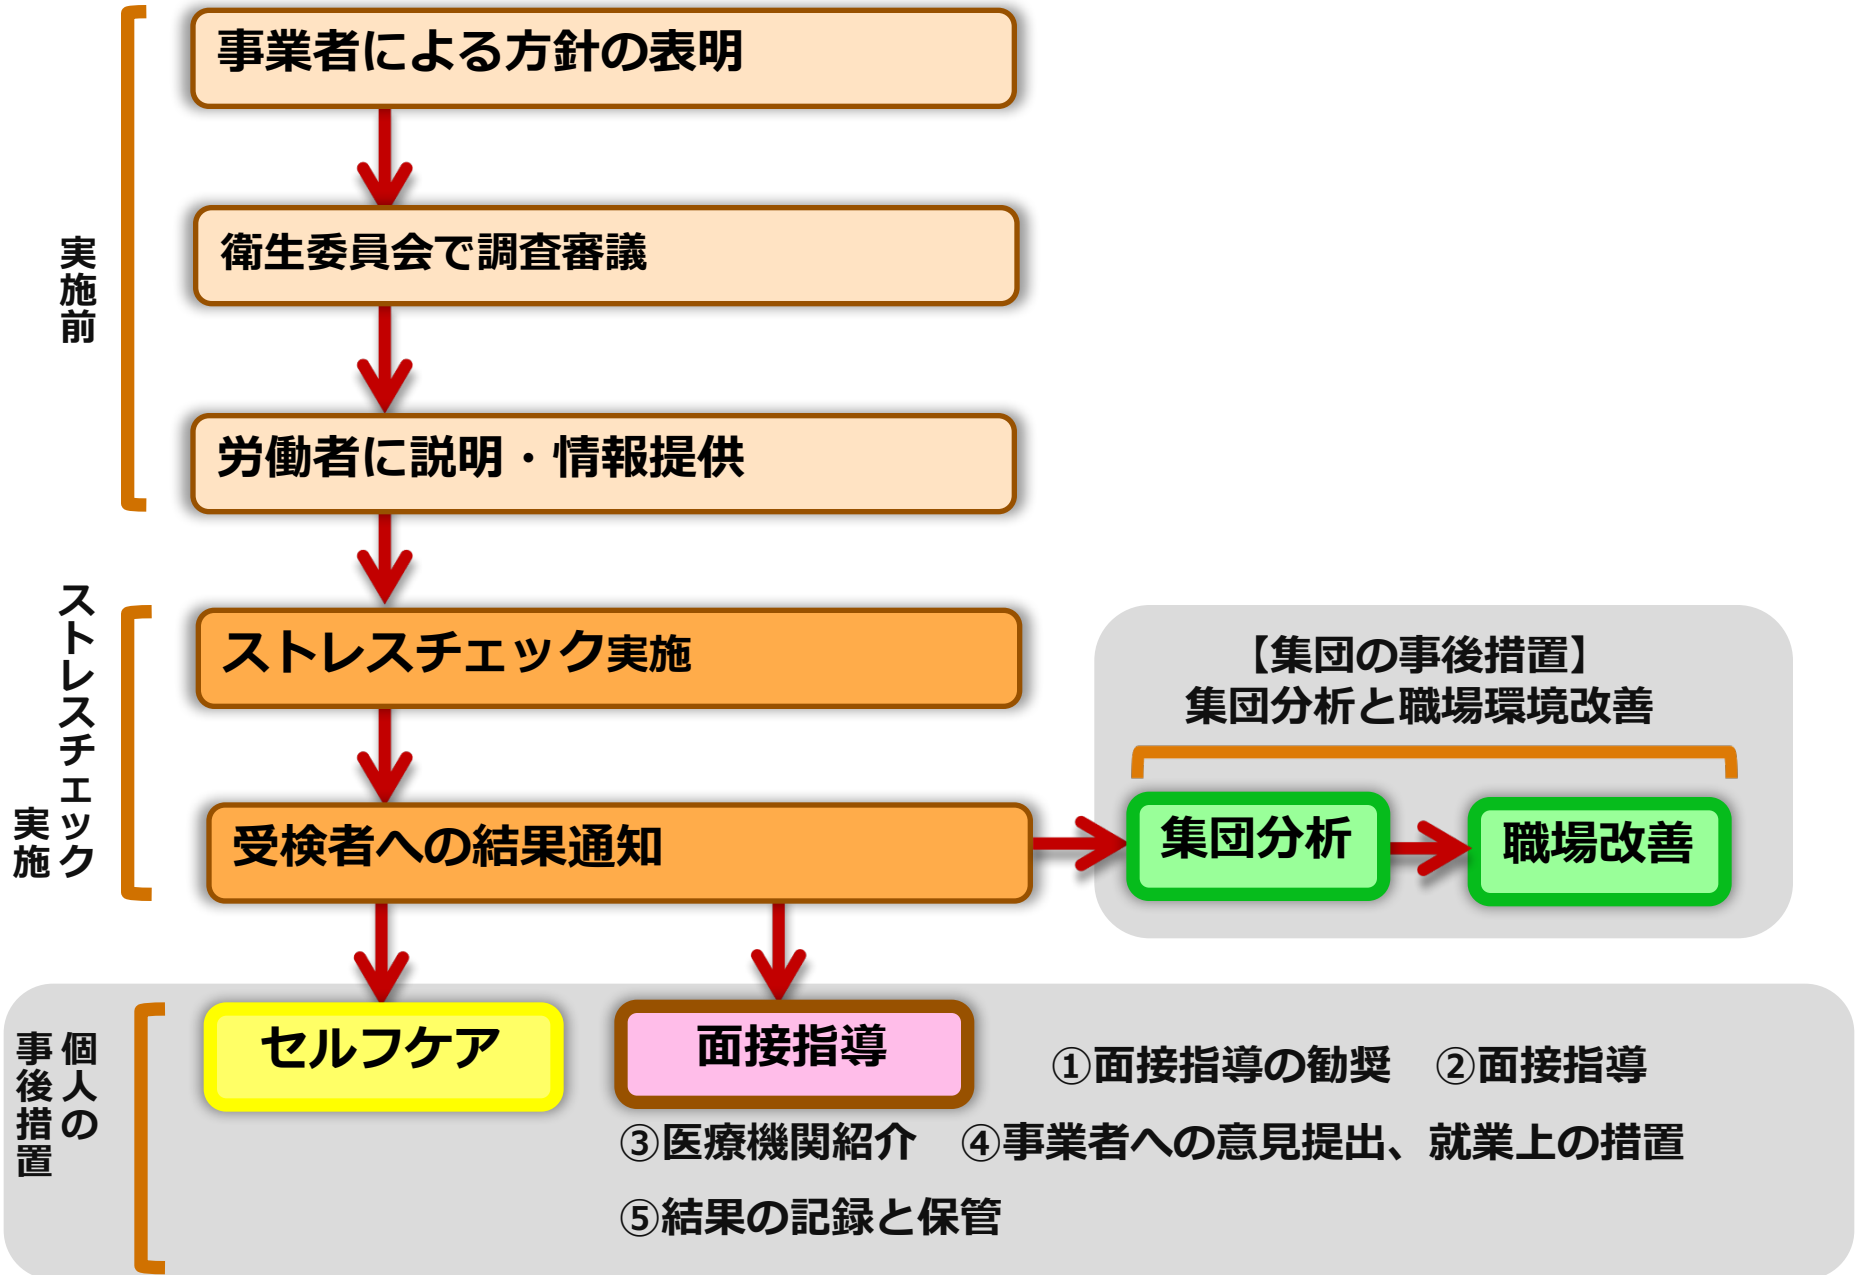 事業者による方針の表明
衛生委員会で調査審議
実施前
労働者に説明・情報提供
ストレスチェック
実施
ストレスチェック実施
【集団の事後措置】
集団分析と職場環境改善
受検者への結果通知
集団分析
職場改善
個人の
事後措置
セルフケア
面接指導
①面接指導の勧奨　②面接指導
③医療機関紹介　④事業者への意見提出、就業上の措置
⑤結果の記録と保管